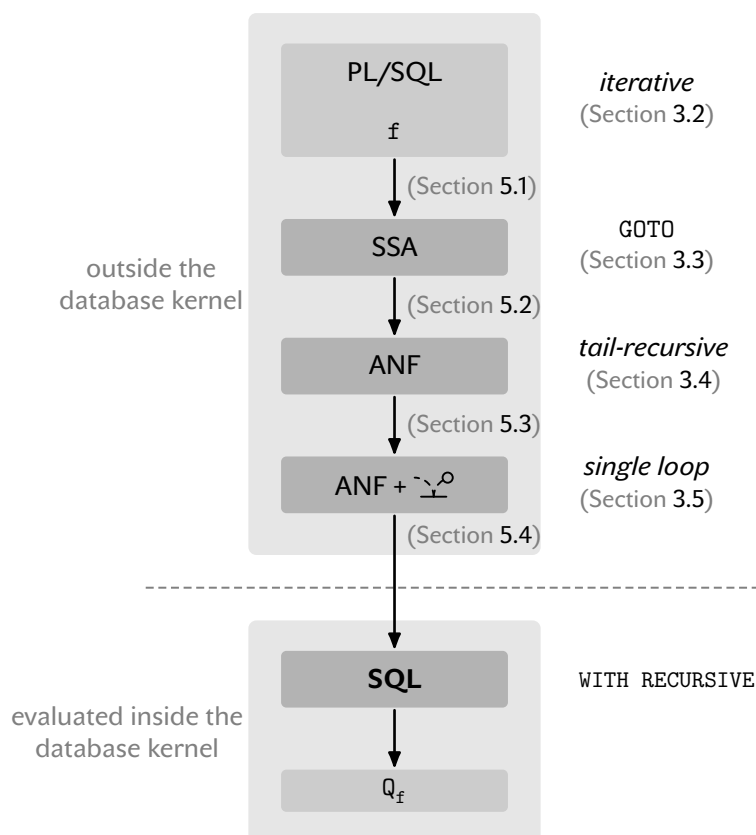 PL/SQL
iterative
(Section 3.2)
f
(Section 5.1)
SSA
GOTO
(Section 3.3)
outside the
database kernel
(Section 5.2)
ANF
tail-recursive
(Section 3.4)
(Section 5.3)
ANF +
single loop
(Section 3.5)
(Section 5.4)
SQL
WITH RECURSIVE
evaluated inside the
database kernel
Qf